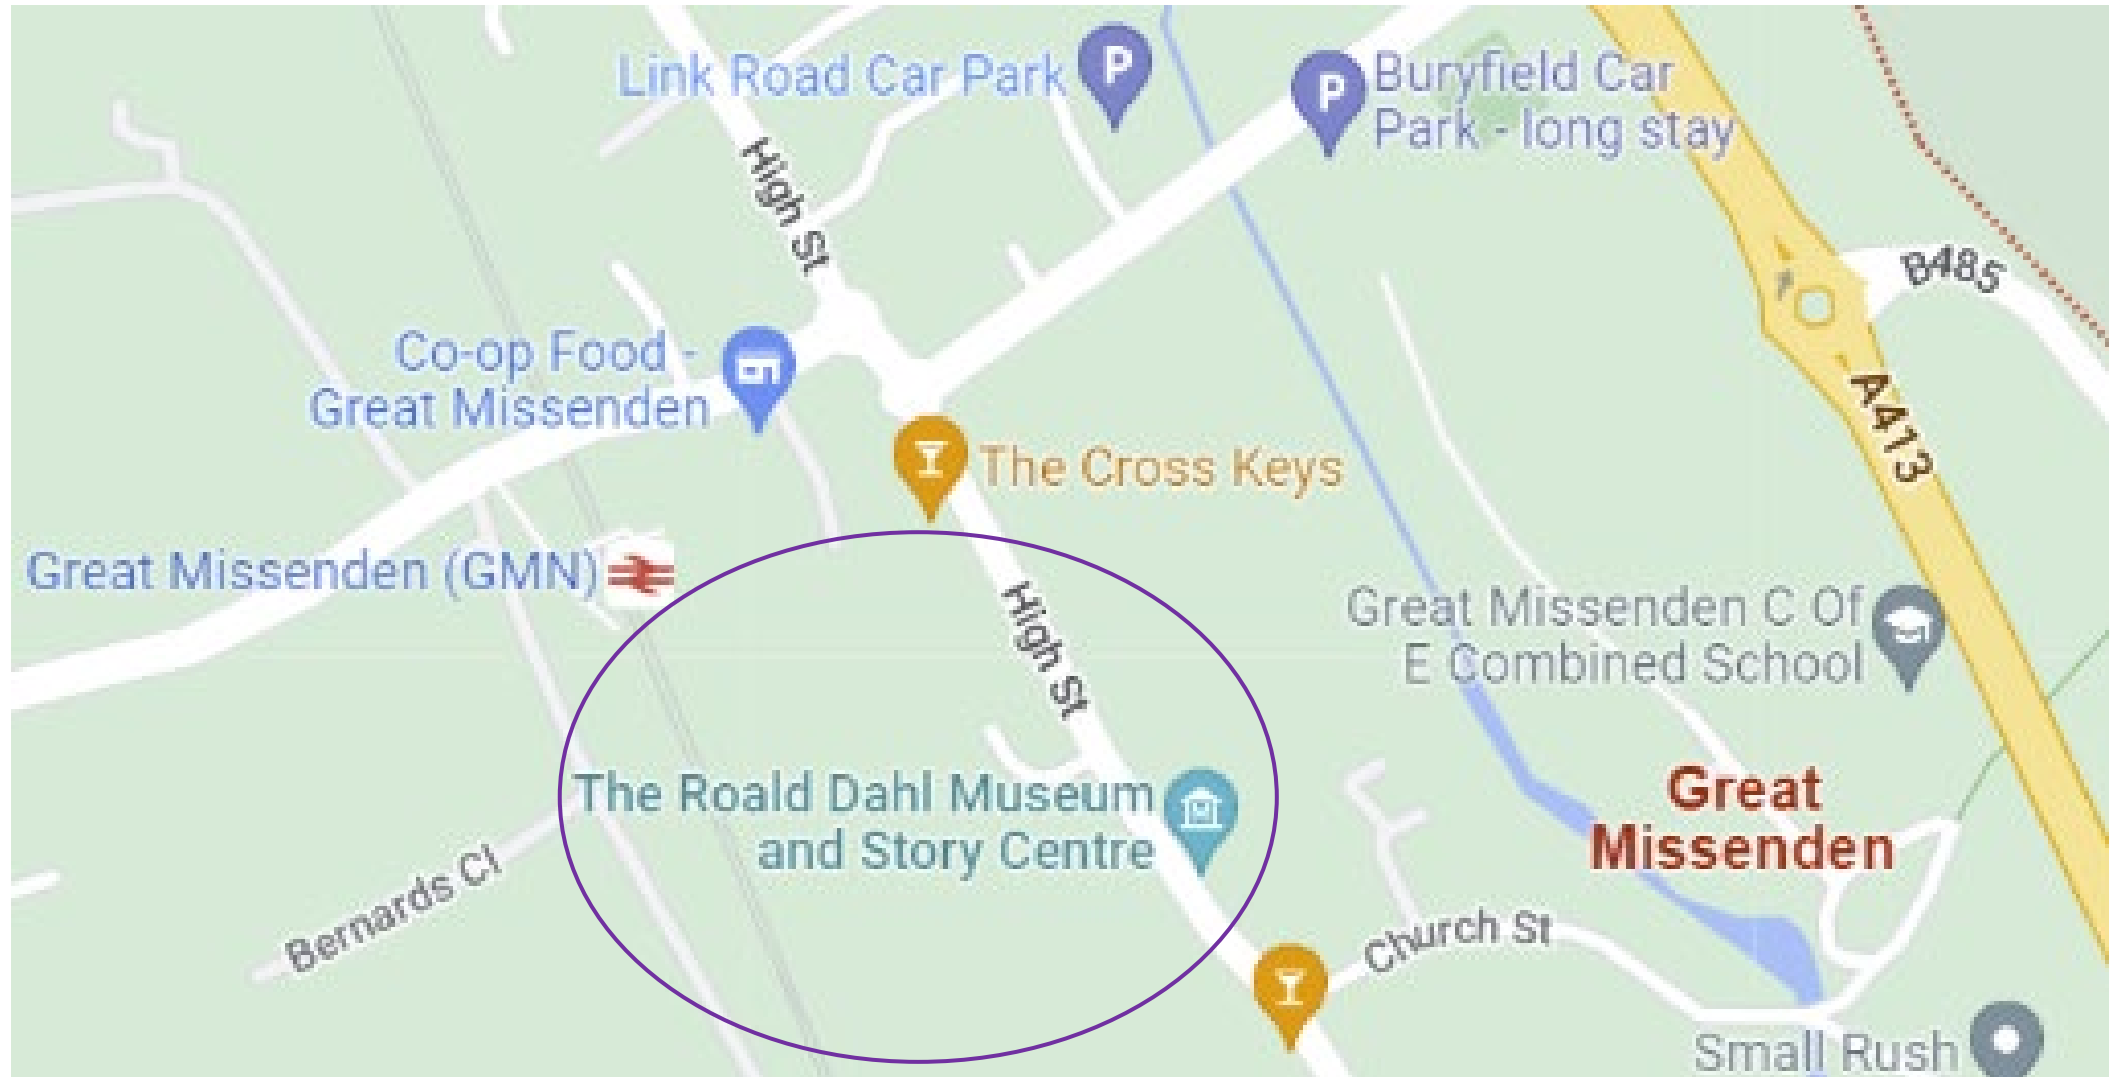 Link Road Car Park
P
P
Buryfield Car
Park - long stay
High St
B485
Co-op Food -
Great Missenden
A413
The Cross Keys
Great Missenden (GMN)
High St
Great Missenden C Of
E Combined School
The Roald Dahl Museum
and Story Centre
Great
Missenden
Bernards Cl
Church St
Small Rush